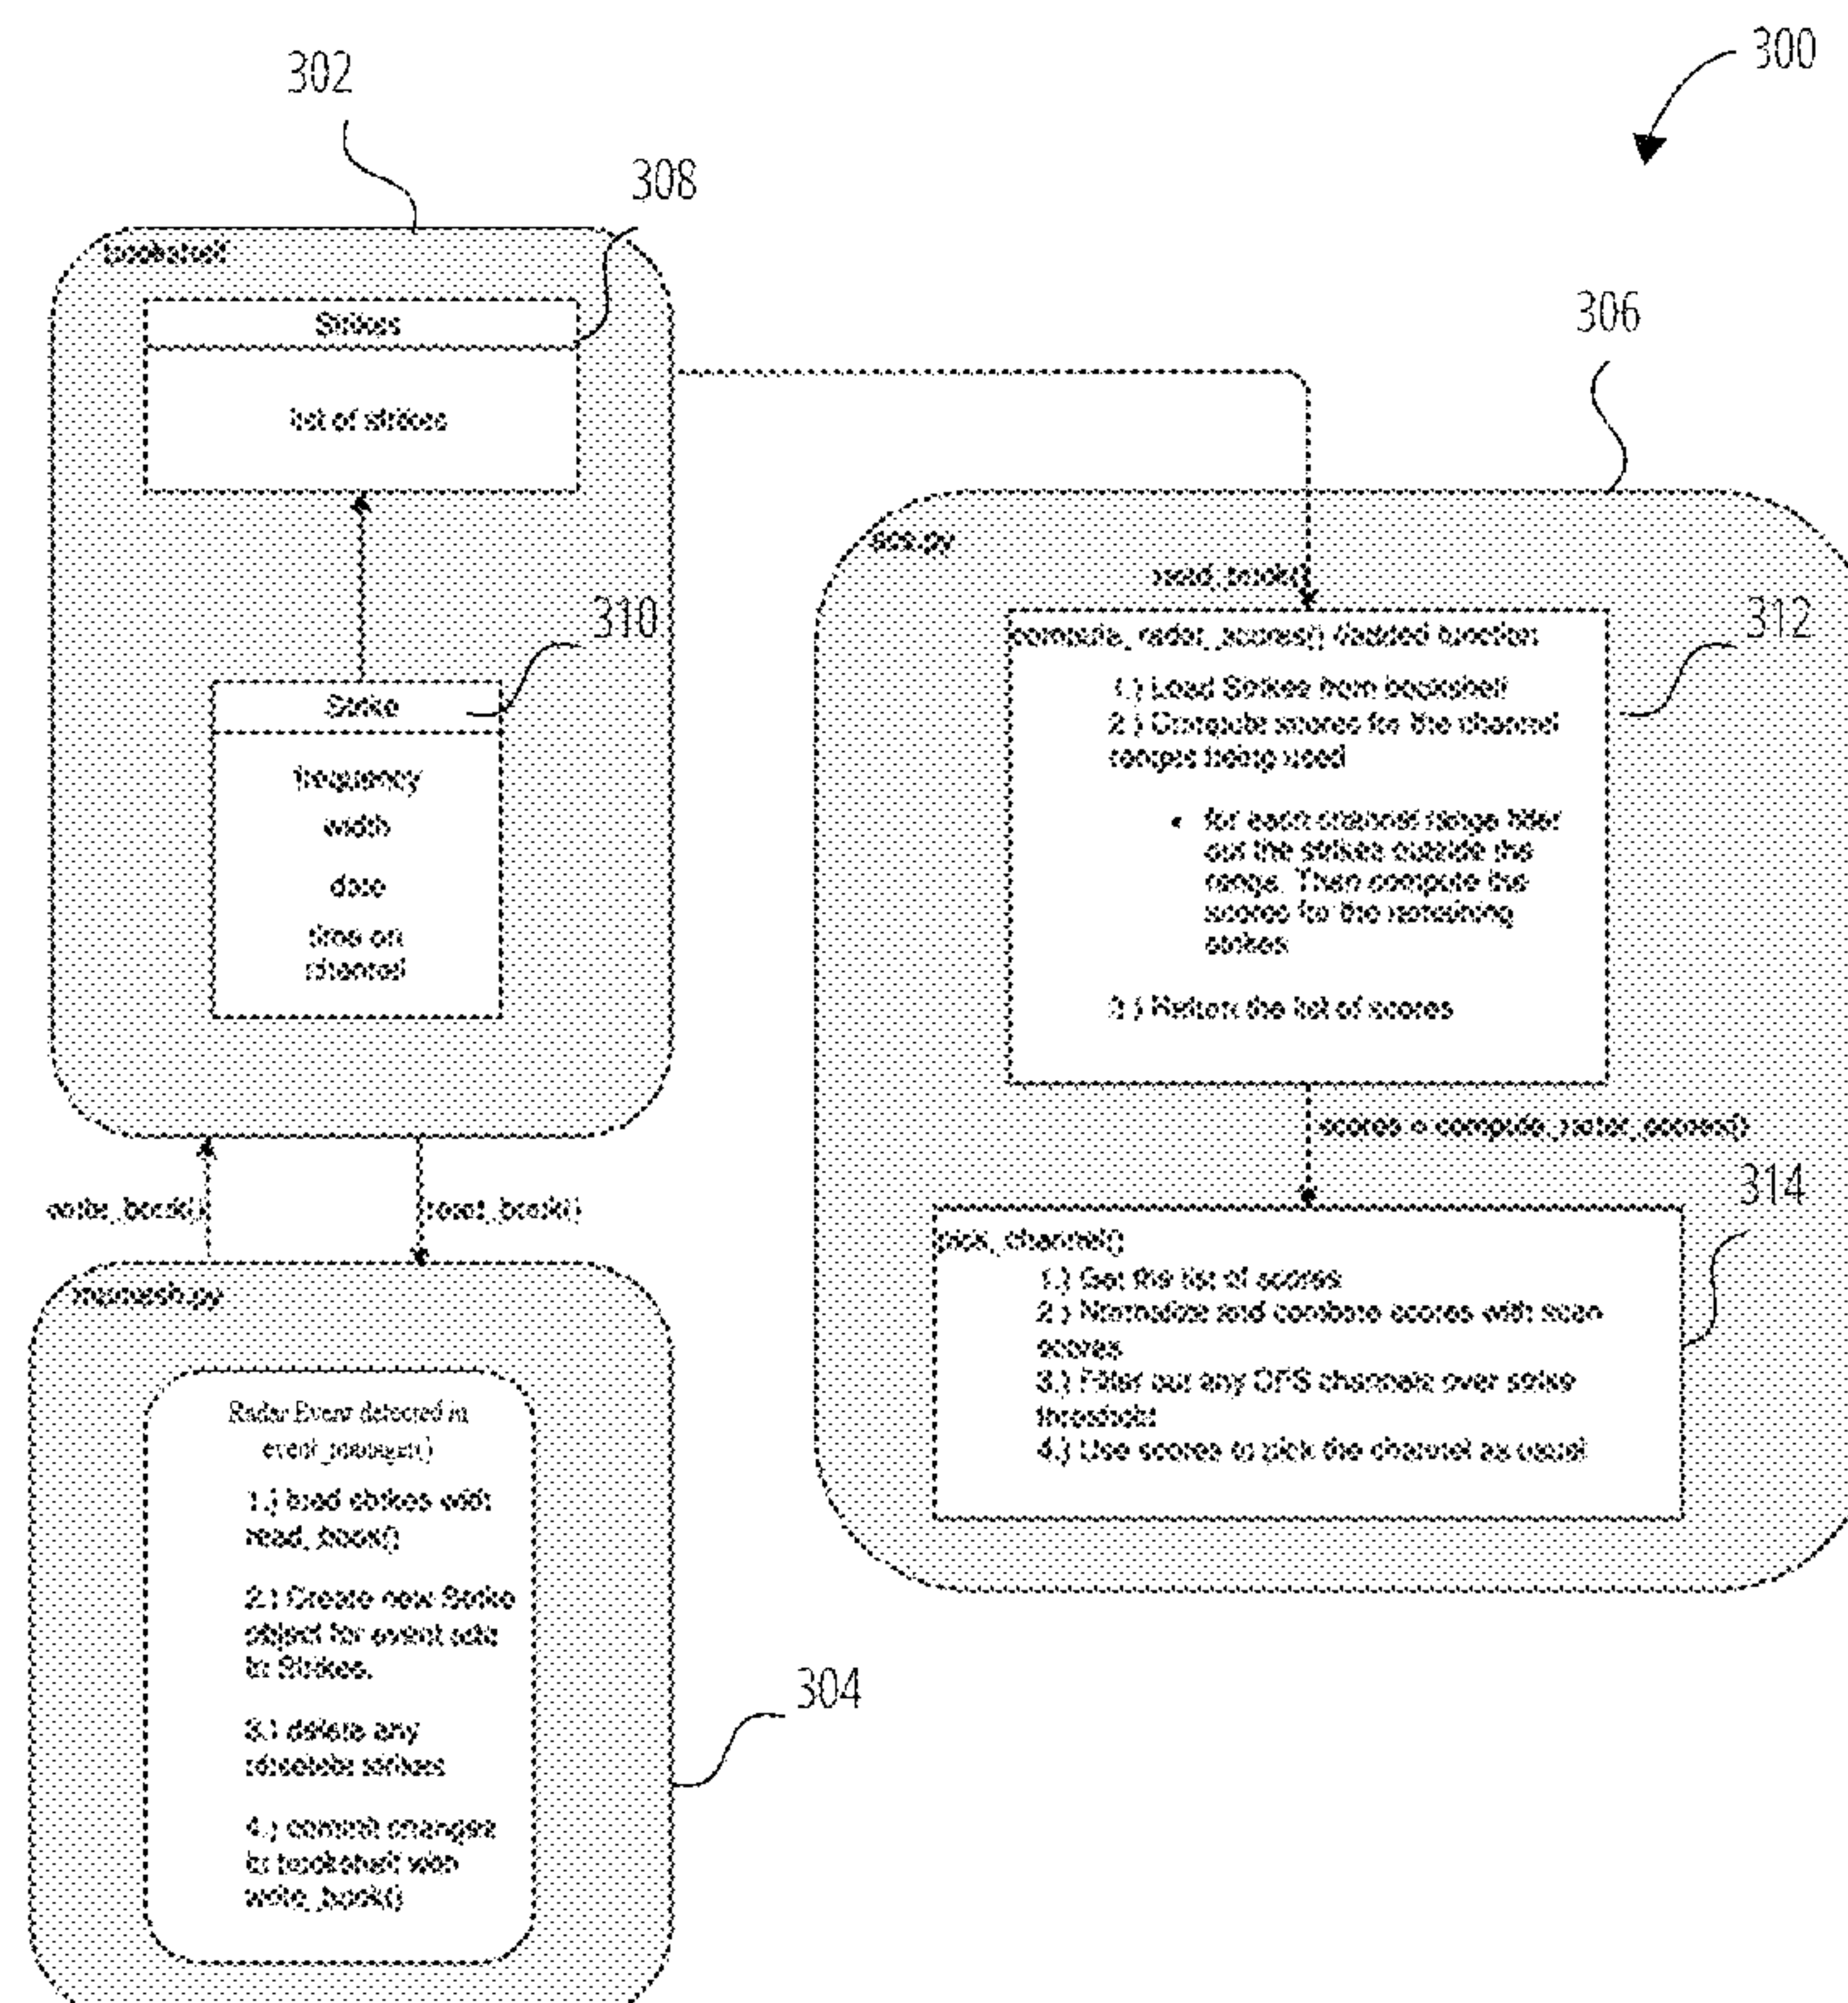 300
302
308
bookshelf
Strikes
list of strikes
310
Strike
frequency
width
date
time on
channel
write_book()
read_book()
304
Radar Event detected in
event_manager()
1.) load strikes with
read_book()
2.) Create new Strike
object for event add
to Strikes.
3.) delete any
obsolete strikes
4.) commit changes
to bookshelf with
write_book()
306
acs.py
read_book()
312
compute_radar_scores() //added function
1.) Load Strikes from bookshelf
2.) Compute scores for the channel
ranges being used
• for each channel range filter
out the strikes outside the
range. Then compute the
scores for the remaining
strikes
3.) Return the list of scores
scores = compute_radar_scores()
314
pick_channel()
1.) Get the list of scores
2.) Normalize and combine scores with scan
scores
3.) Filter out any DFS channels over strike
threshold
4.) Use scores to pick the channel as usual